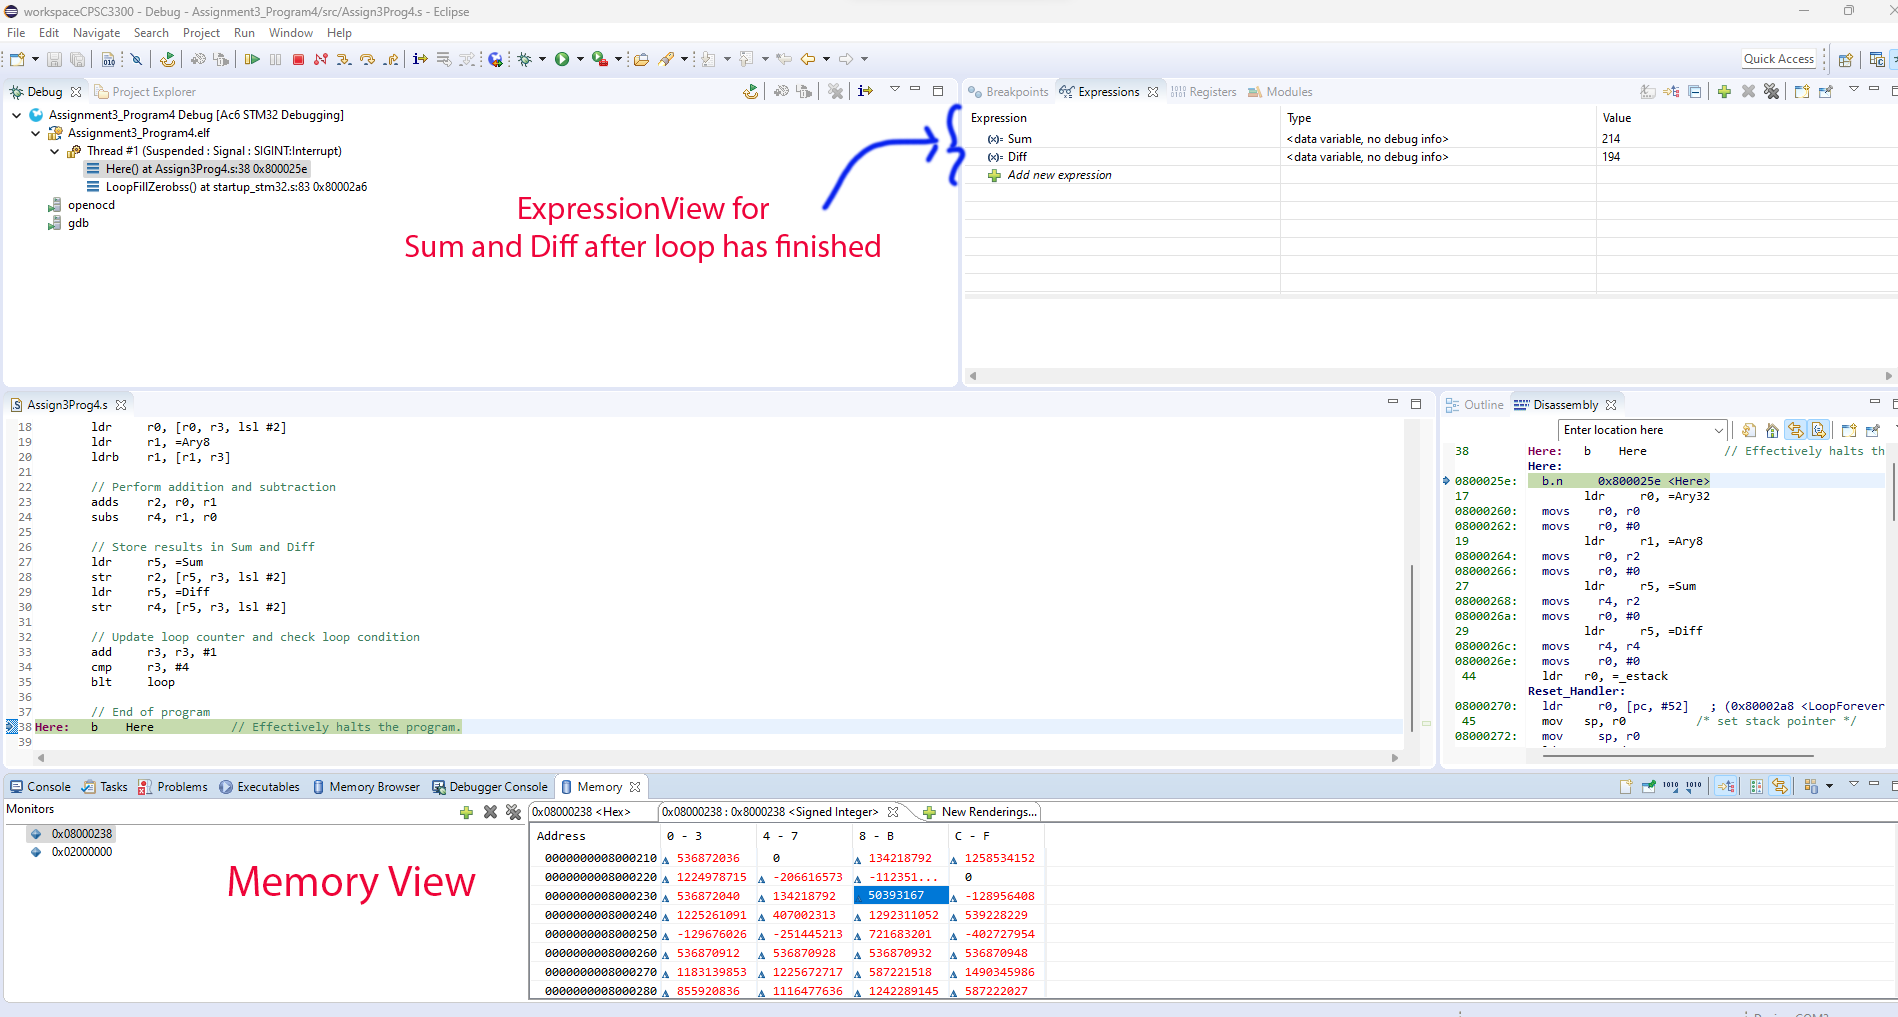 workspaceCPSC3300 - Debug - Assignment3_Program4/src/Assign3Prog4.s - Eclipse
File Edit Navigate Search Project Run Window Help
Quick Access
Debug Project Explorer
Assignment3_Program4 Debug [Ac6 STM32 Debugging]
Assignment3_Program4.elf
Thread #1 (Suspended : Signal : SIGINT:Interrupt)
Here() at Assign3Prog4.s:38 0x800025e
LoopFillZerobss() at startup_stm32.s:83 0x80002a6
openocd
gdb
ExpressionView for
Sum and Diff after loop has finished
Breakpoints Expressions Registers Modules
Expression Type Value
Sum <data variable, no debug info> 214
Diff <data variable, no debug info> 194
Add new expression
Assign3Prog4.s
18 ldr r0, [r0, r3, lsl #2]
19 ldr r1, =Ary8
20 ldrb r1, [r1, r3]
21
22 // Perform addition and subtraction
23 adds r2, r0, r1
24 subs r4, r1, r0
25
26 // Store results in Sum and Diff
27 ldr r5, =Sum
28 str r2, [r5, r3, lsl #2]
29 ldr r5, =Diff
30 str r4, [r5, r3, lsl #2]
31
32 // Update loop counter and check loop condition
33 add r3, r3, #1
34 cmp r3, #4
35 blt loop
36
37 // End of program
38 Here: b Here // Effectively halts the program.
39
Outline Disassembly
Enter location here
38 Here: b Here // Effectively halts th
Here:
0800025e: b.n 0x800025e <Here>
17 ldr r0, =Ary32
08000260: movs r0, r0
08000262: movs r0, #0
19 ldr r1, =Ary8
08000264: movs r0, r2
08000266: movs r0, #0
27 ldr r5, =Sum
08000268: movs r4, r2
0800026a: movs r0, #0
29 ldr r5, =Diff
0800026c: movs r4, r4
0800026e: movs r0, #0
44 ldr r0, =_estack
Reset_Handler:
08000270: ldr r0, [pc, #52] ; (0x80002a8 <LoopForever
45 mov sp, r0 /* set stack pointer */
08000272: mov sp, r0
Console Tasks Problems Executables Memory Browser Debugger Console Memory
Monitors
0x08000238
0x02000000
Memory View
0x08000238 <Hex> 0x08000238 : 0x8000238 <Signed Integer> New Renderings...
Address 0 - 3 4 - 7 8 - B C - F
0000000008000210 536872036 0 134218792 1258534152
0000000008000220 1224978715 -206616573 -112351... 0
0000000008000230 536872040 134218792 50393167 -128956408
0000000008000240 1225261091 407002313 1292311052 539228229
0000000008000250 -129676026 -251445213 721683201 -402727954
0000000008000260 536870912 536870928 536870932 536870948
0000000008000270 1183139853 1225672717 587221518 1490345986
0000000008000280 855920836 1116477636 1242289145 587222027